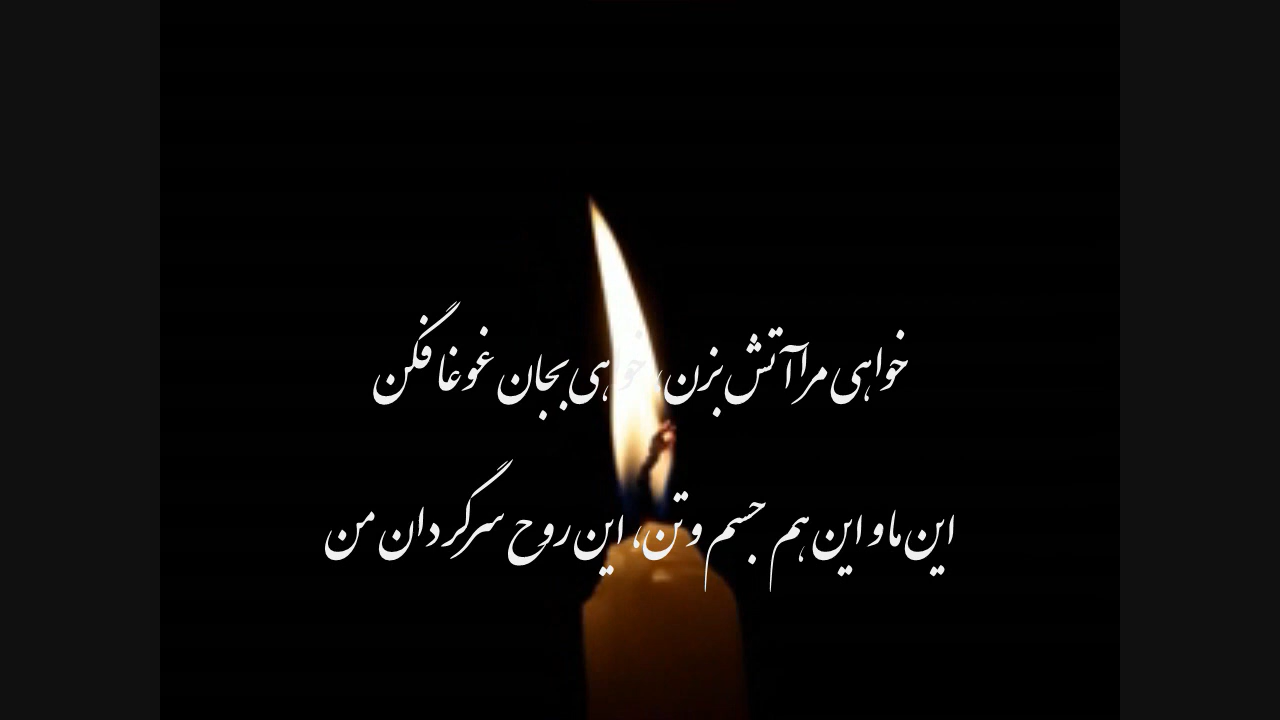 خواهی مرا آتش بزن، خواهی بجان غوغا فکن
این ما و این هم جسم و تن، این روح سرگردان من